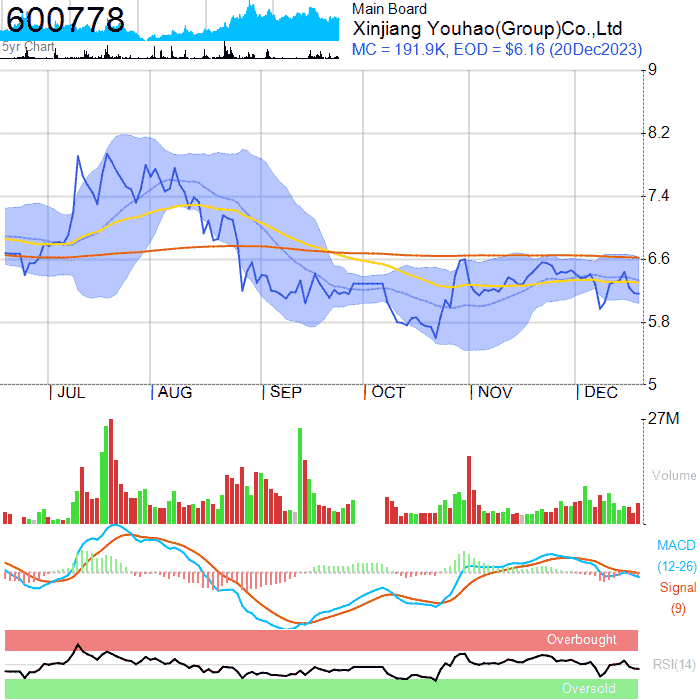 600778
5yr Chart
Main Board
Xinjiang Youhao(Group)Co.,Ltd
MC = 191.9K, EOD = $6.16 (20Dec2023)
9
8.2
7.4
6.6
5.8
5
JUL
AUG
SEP
OCT
NOV
DEC
27M
Volume
MACD
(12-26)
Signal
(9)
Overbought
RSI(14)
Oversold